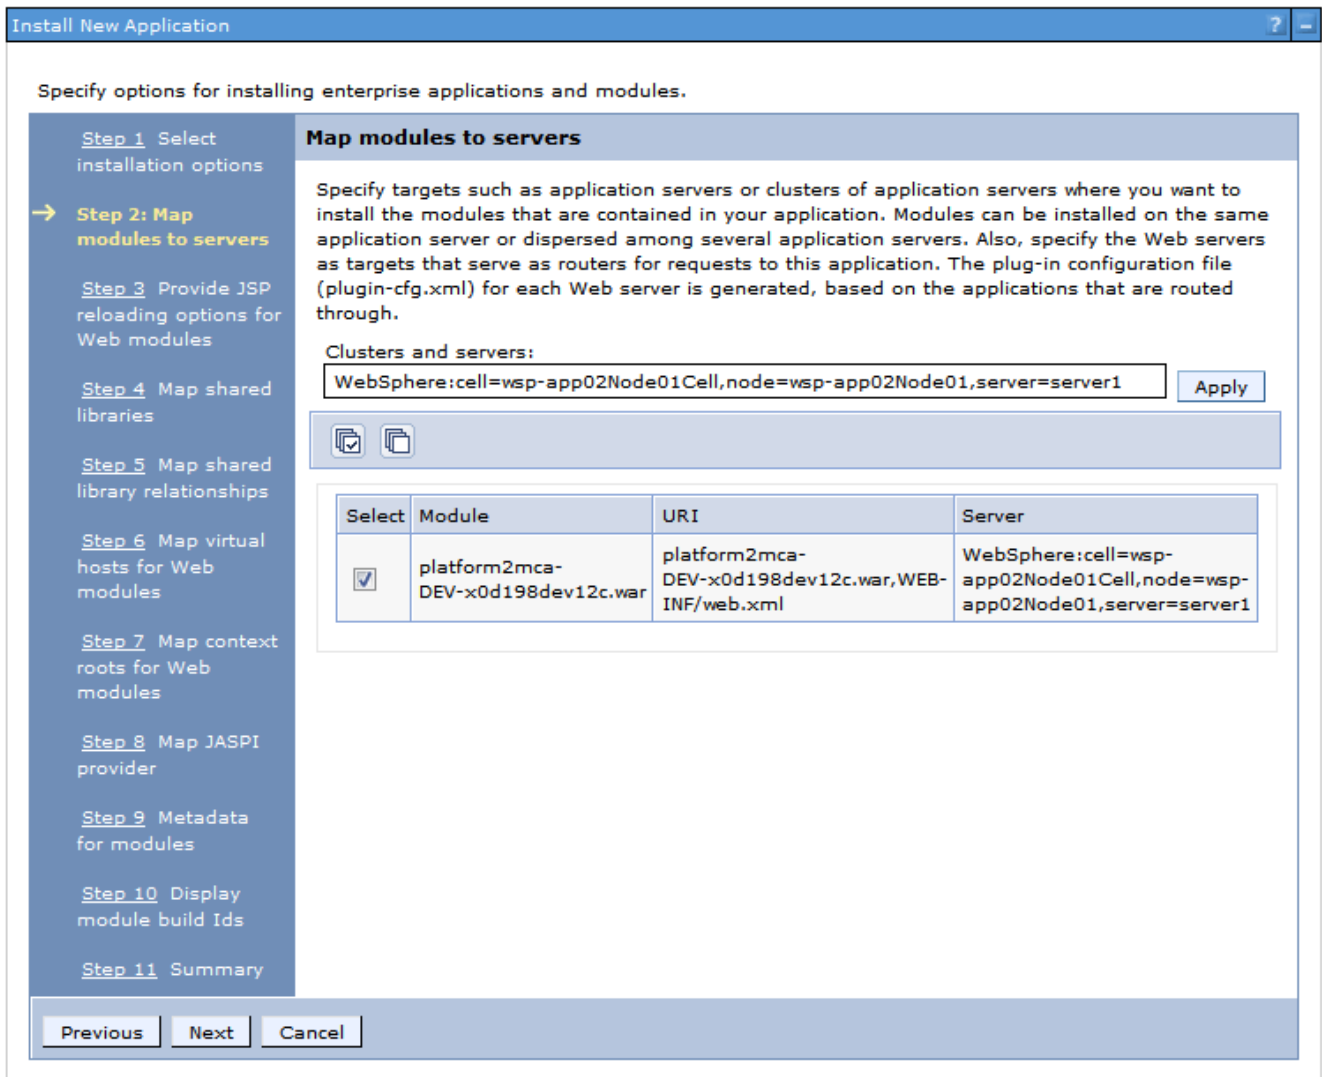 Install New Application
?
Specify options for installing enterprise applications and modules.
Step 1 Select
installation options
Step 2: Map
modules to servers
Step 3 Provide JSP
reloading options for
Web modules
Step 4 Map shared
libraries
Step 5 Map shared
library relationships
Step 6 Map virtual
hosts for Web
modules
Step 7 Map context
roots for Web
modules
Step 8 Map JASPI
provider
Step 9 Metadata
for modules
Step 10 Display
module build Ids
Step 11 Summary
Map modules to servers
Specify targets such as application servers or clusters of application servers where you want to
install the modules that are contained in your application. Modules can be installed on the same
application server or dispersed among several application servers. Also, specify the Web servers
as targets that serve as routers for requests to this application. The plug-in configuration file
(plugin-cfg.xml) for each Web server is generated, based on the applications that are routed
through.
Clusters and servers:
WebSphere:cell=wsp-app02Node01Cell,node=wsp-app02Node01,server=server1
Apply
Select Module URI Server
platform2mca-
DEV-x0d198dev12c.war
platform2mca-
DEV-x0d198dev12c.war,WEB-
INF/web.xml
WebSphere:cell=wsp-
app02Node01Cell,node=wsp-
app02Node01,server=server1
Previous Next Cancel